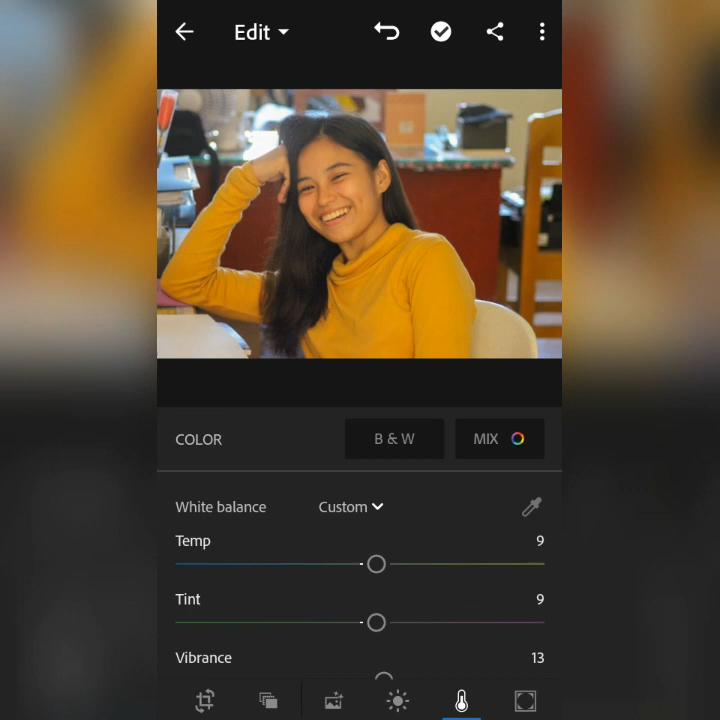 Edit
COLOR B & W MIX
White balance Custom
Temp 9
Tint 9
Vibrance 13